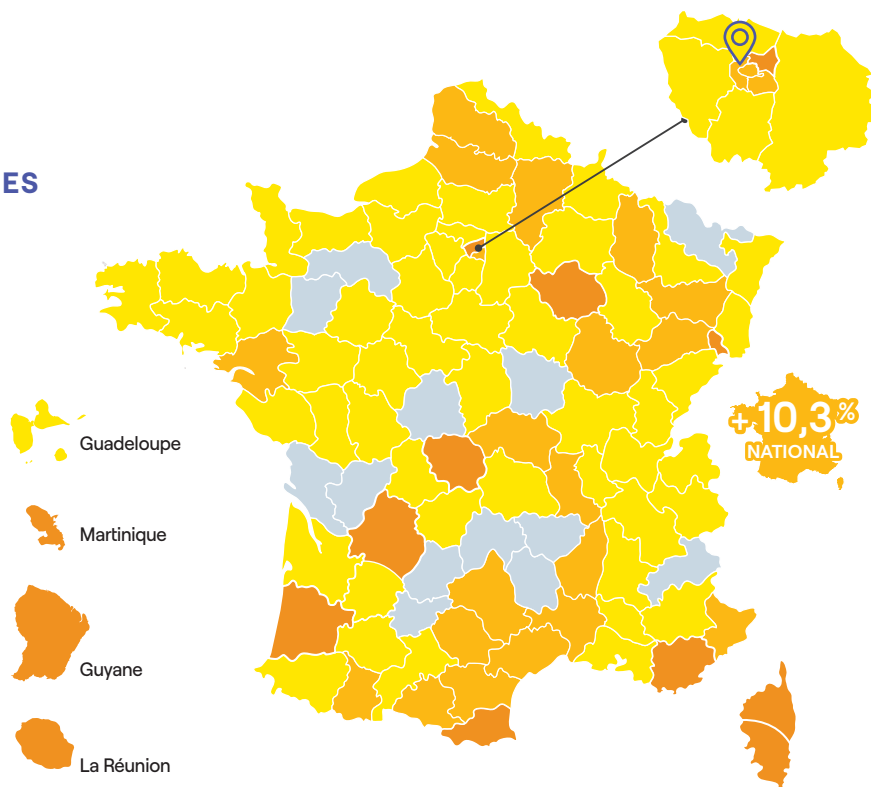 ES
Guadeloupe
+10,3%
NATIONAL
Martinique
Guyane
La Réunion